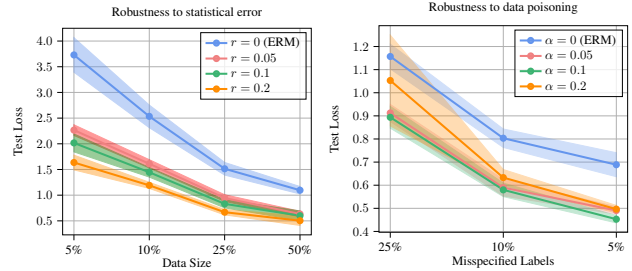 Robustness to statistical error
Test Loss
4.0
3.5
3.0
2.5
2.0
1.5
1.0
0.5
r = 0 (ERM)
r = 0.05
r = 0.1
r = 0.2
5% 10% 25% 50%
Data Size
Robustness to data poisoning
Test Loss
1.2
1.1
1.0
0.9
0.8
0.7
0.6
0.5
0.4
α = 0 (ERM)
α = 0.05
α = 0.1
α = 0.2
25% 10% 5%
Misspecified Labels